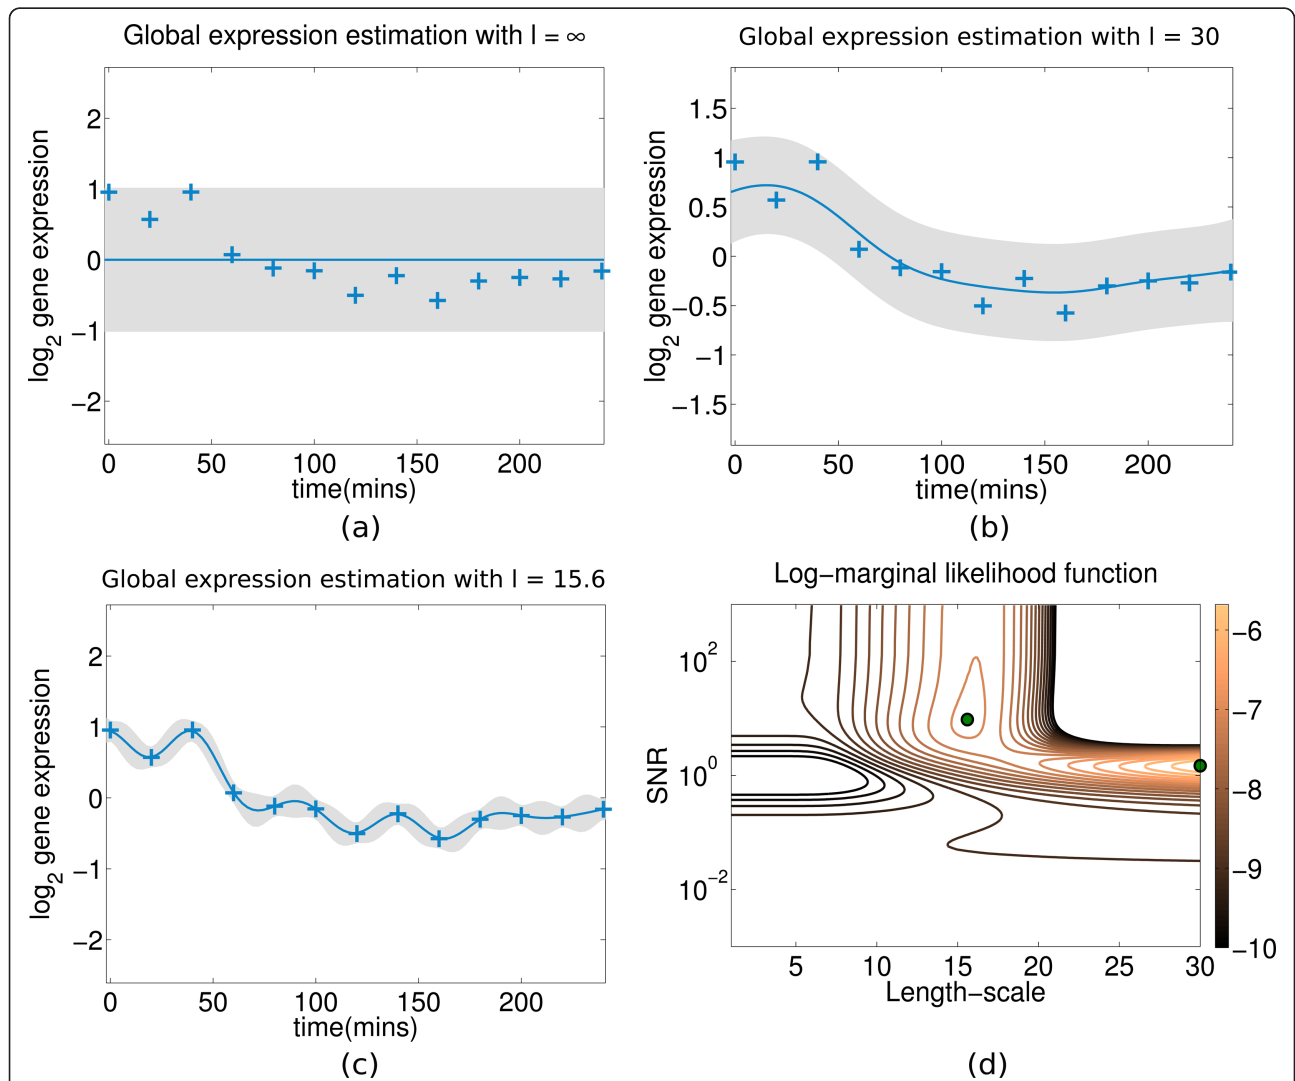 Global expression estimation with l = ∞
Global expression estimation with l = 30
log2 gene expression
2
1
0
−1
−2
0 50 100 150 200
time(mins)
(a)
log2 gene expression
1.5
1
0.5
0
−0.5
−1
−1.5
0 50 100 150 200
time(mins)
(b)
Global expression estimation with l = 15.6
log2 gene expression
2
1
0
−1
−2
0 50 100 150 200
time(mins)
(c)
Log−marginal likelihood function
SNR
10^2
10^0
10^−2
5 10 15 20 25 30
Length−scale
−6
−7
−8
−9
−10
(d)